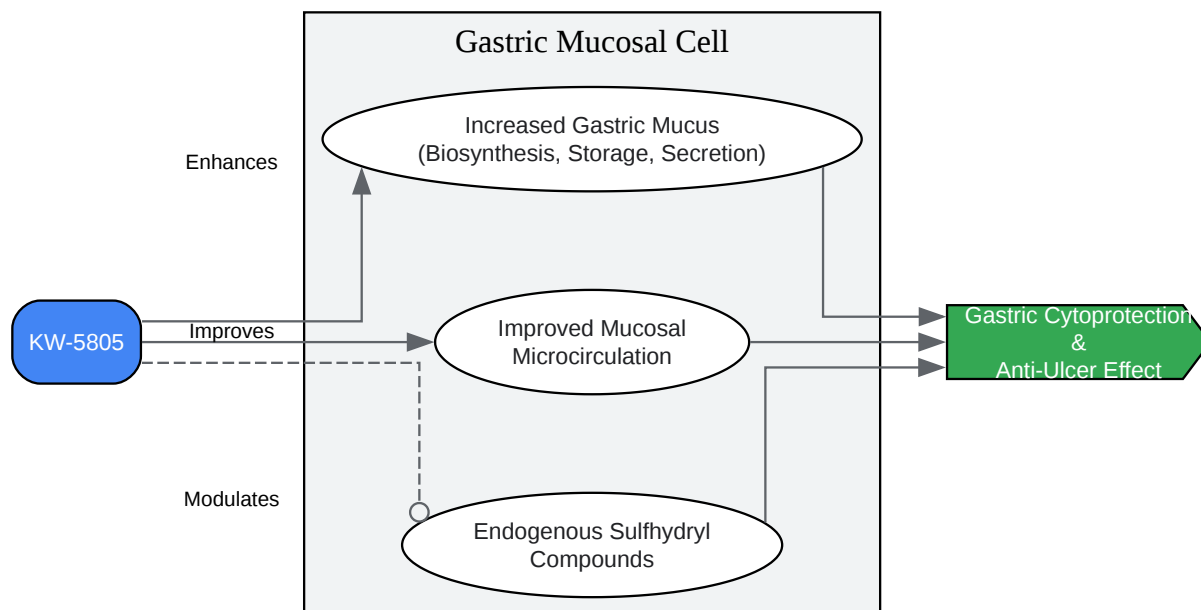 Gastric Mucosal Cell
Increased Gastric Mucus
(Biosynthesis, Storage, Secretion)
Enhances
KW-5805
Improves
Improved Mucosal
Microcirculation
Gastric Cytoprotection
&
Anti-Ulcer Effect
Modulates
Endogenous Sulfhydryl
Compounds